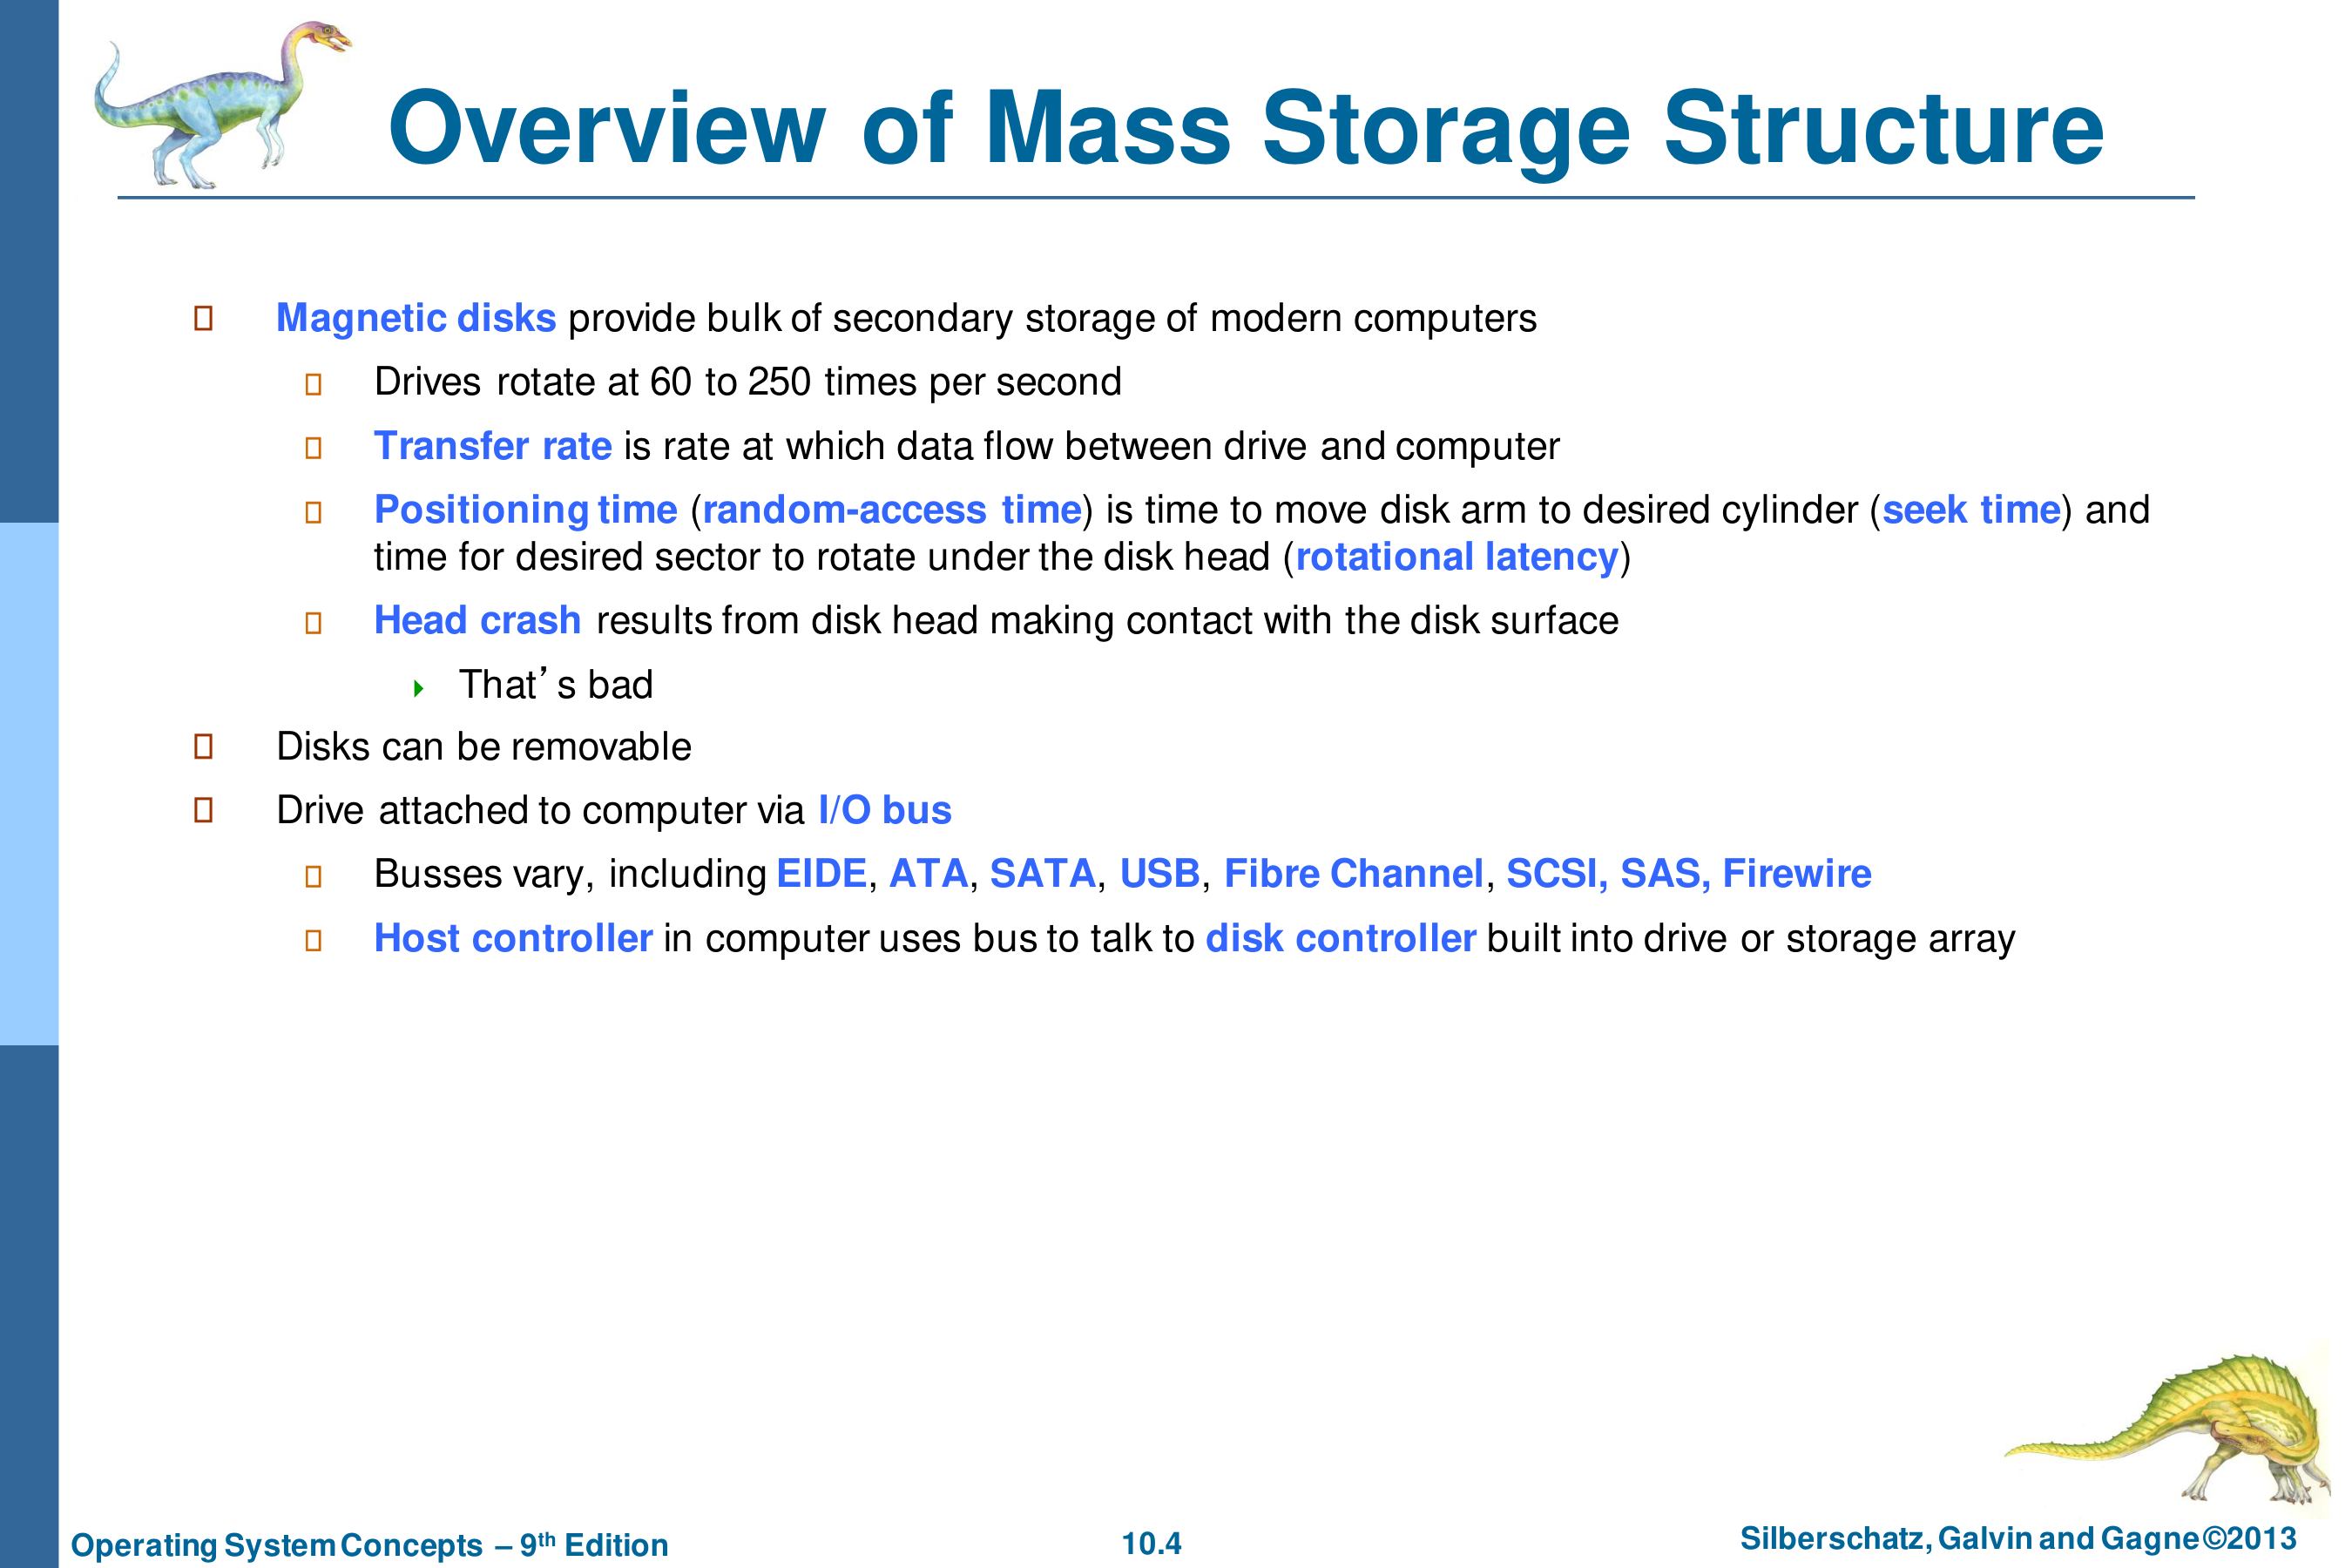 Overview of Mass Storage Structure
Magnetic disks provide bulk of secondary storage of modern computers
Drives rotate at 60 to 250 times per second
Transfer rate is rate at which data flow between drive and computer
Positioning time (random-access time) is time to move disk arm to desired cylinder (seek time) and
time for desired sector to rotate under the disk head (rotational latency)
Head crash results from disk head making contact with the disk surface
That’s bad
Disks can be removable
Drive attached to computer via I/O bus
Busses vary, including EIDE, ATA, SATA, USB, Fibre Channel, SCSI, SAS, Firewire
Host controller in computer uses bus to talk to disk controller built into drive or storage array
Operating System Concepts – 9th Edition
10.4
Silberschatz, Galvin and Gagne ©2013